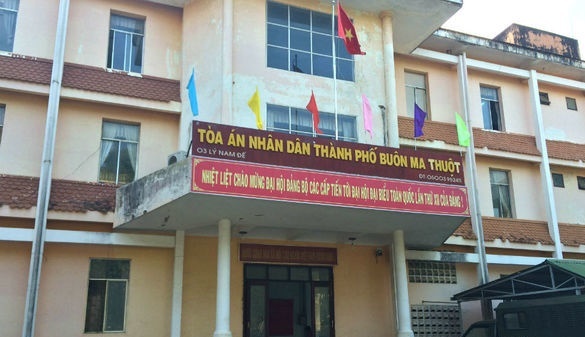 TÒA ÁN NHÂN DÂN THÀNH PHỐ BUÔN MA THUỘT
03 LÝ NAM ĐẾ
NHIỆT LIỆT CHÀO MỪNG ĐẠI HỘI ĐẢNG BỘ CÁC CẤP TIẾN TỚI ĐẠI HỘI ĐẠI BIỂU TOÀN QUỐC LẦN THỨ XII CỦA ĐẢNG !